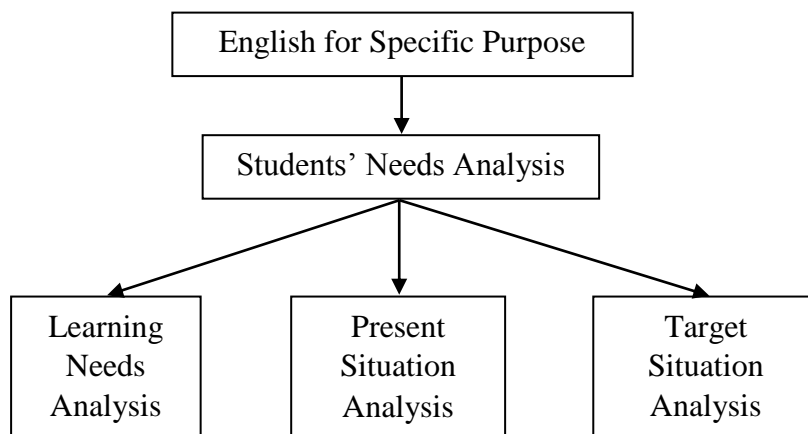 English for Specific Purpose
Students’ Needs Analysis
Learning
Needs
Analysis
Present
Situation
Analysis
Target
Situation
Analysis